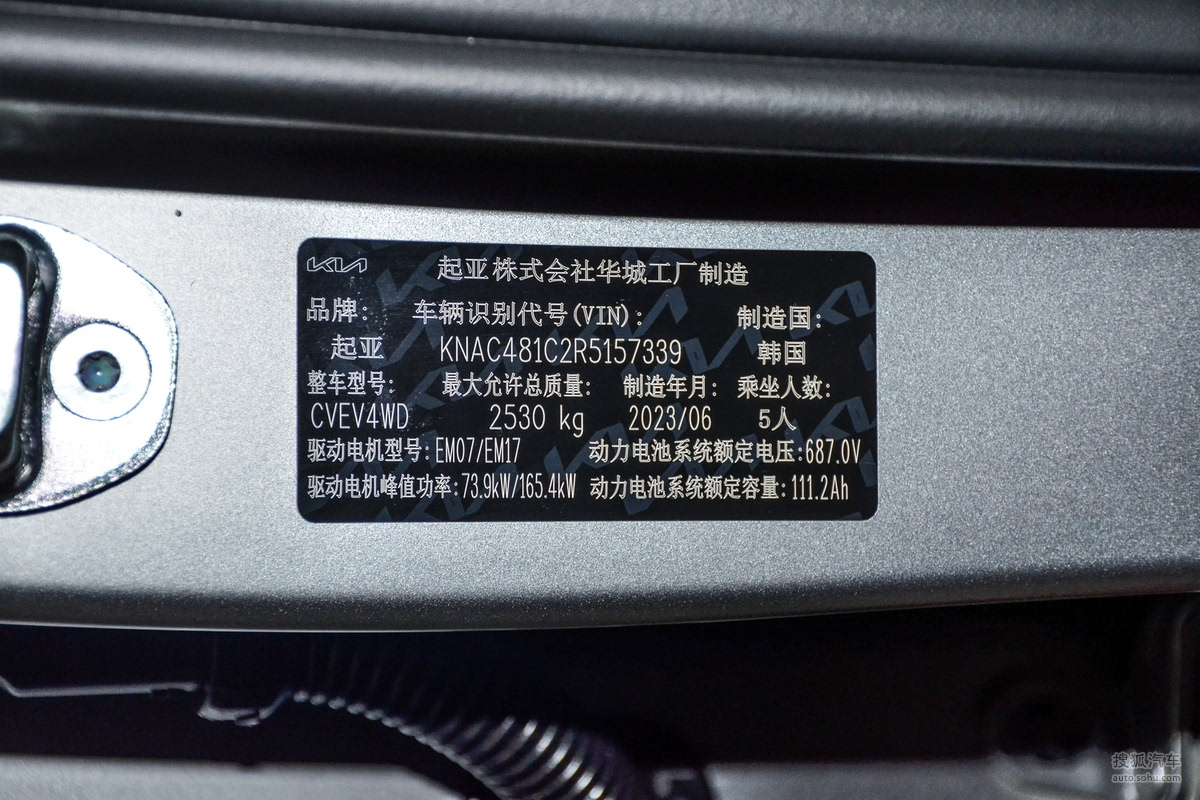 KIA 起亚株式会社华城工厂制造
品牌: 车辆识别代号(VIN): 制造国:
起亚 KNAC481C2R5157339 韩国
整车型号: 最大允许总质量: 制造年月: 乘坐人数:
CVEV4WD 2530 kg 2023/06 5人
驱动电机型号:EM07/EM17 动力电池系统额定电压:687.0V
驱动电机峰值功率:73.9kW/165.4kW 动力电池系统额定容量:111.2Ah
搜狐汽车
auto.sohu.com